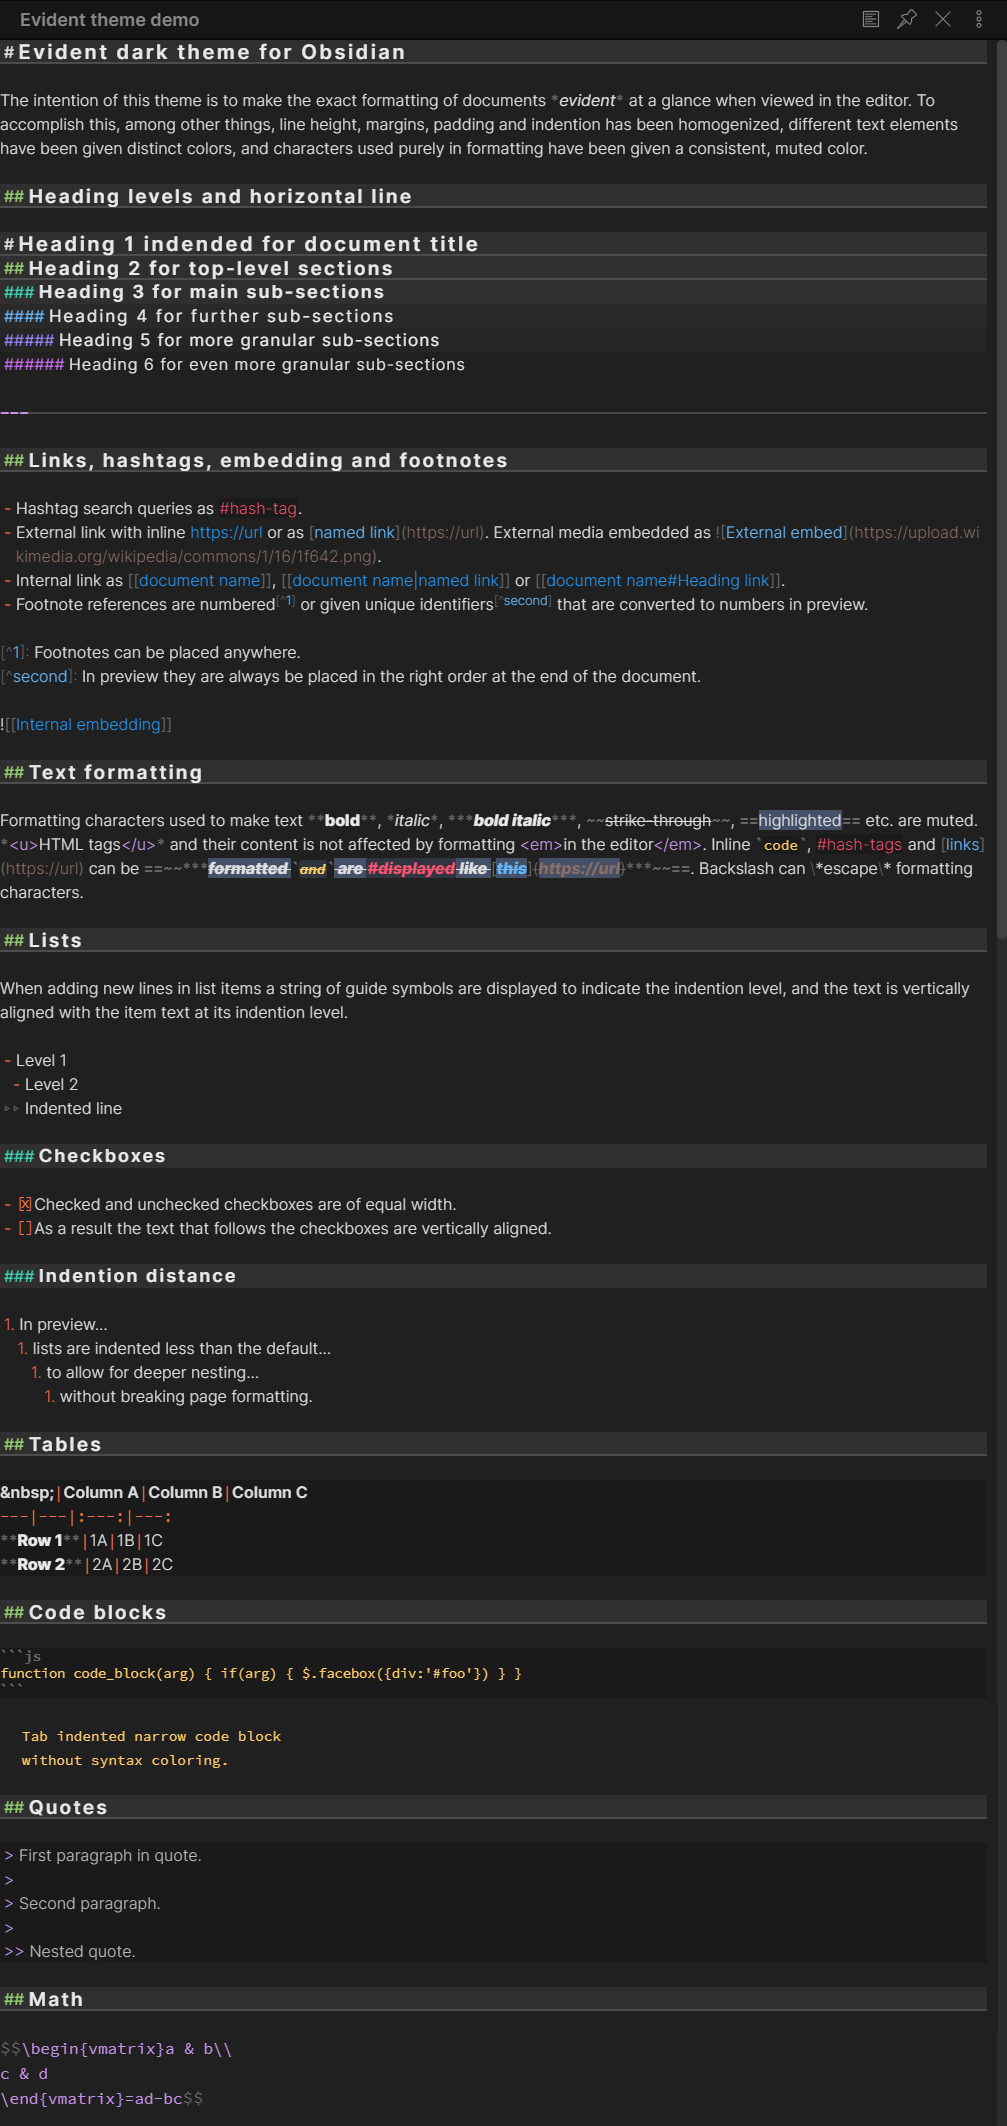 Evident theme demo
#Evident dark theme for Obsidian
The intention of this theme is to make the exact formatting of documents *evident* at a glance when viewed in the editor. To
accomplish this, among other things, line height, margins, padding and indention has been homogenized, different text elements
have been given distinct colors, and characters used purely in formatting have been given a consistent, muted color.
## Heading levels and horizontal line
#Heading 1 indented for document title
## Heading 2 for top-level sections
### Heading 3 for main sub-sections
#### Heading 4 for further sub-sections
##### Heading 5 for more granular sub-sections
###### Heading 6 for even more granular sub-sections
---
## Links, hashtags, embedding and footnotes
- Hashtag search queries as #hash-tag.
- External link with inline https://url or as [named link](https://url). External media embedded as ![External embed](https://upload.wi
kimedia.org/wikipedia/commons/1/16/1f642.png).
- Internal link as [[document name]], [[document name|named link]] or [[document name#Heading link]].
- Footnote references are numbered[^1] or given unique identifiers[^second] that are converted to numbers in preview.
[^1]: Footnotes can be placed anywhere.
[^second]: In preview they are always be placed in the right order at the end of the document.
![[Internal embedding]]
## Text formatting
Formatting characters used to make text **bold**, *italic*, ***bold italic***, ~~strike-through~~, ==highlighted== etc. are muted.
*<u>HTML tags</u>* and their content is not affected by formatting <em>in the editor</em>. Inline `code`, #hash-tags and [links]
(https://url) can be ==~~***formatted `and` are #displayed like [this](https://url)***~~==. Backslash can \*escape\* formatting
characters.
## Lists
When adding new lines in list items a string of guide symbols are displayed to indicate the indention level, and the text is vertically
aligned with the item text at its indention level.
- Level 1
- Level 2
▹▹ Indented line
### Checkboxes
- [x] Checked and unchecked checkboxes are of equal width.
- [ ] As a result the text that follows the checkboxes are vertically aligned.
### Indention distance
1. In preview...
1. lists are indented less than the default...
1. to allow for deeper nesting...
1. without breaking page formatting.
## Tables
&nbsp;|Column A|Column B|Column C
---|---|:---:|---:
**Row 1**|1A|1B|1C
**Row 2**|2A|2B|2C
## Code blocks
```js
function code_block(arg) { if(arg) { $.facebox({div:'#foo'}) } }
```
Tab indented narrow code block
without syntax coloring.
## Quotes
> First paragraph in quote.
>
> Second paragraph.
>
>> Nested quote.
## Math
$$\begin{vmatrix}a & b\\
c & d
\end{vmatrix}=ad-bc$$